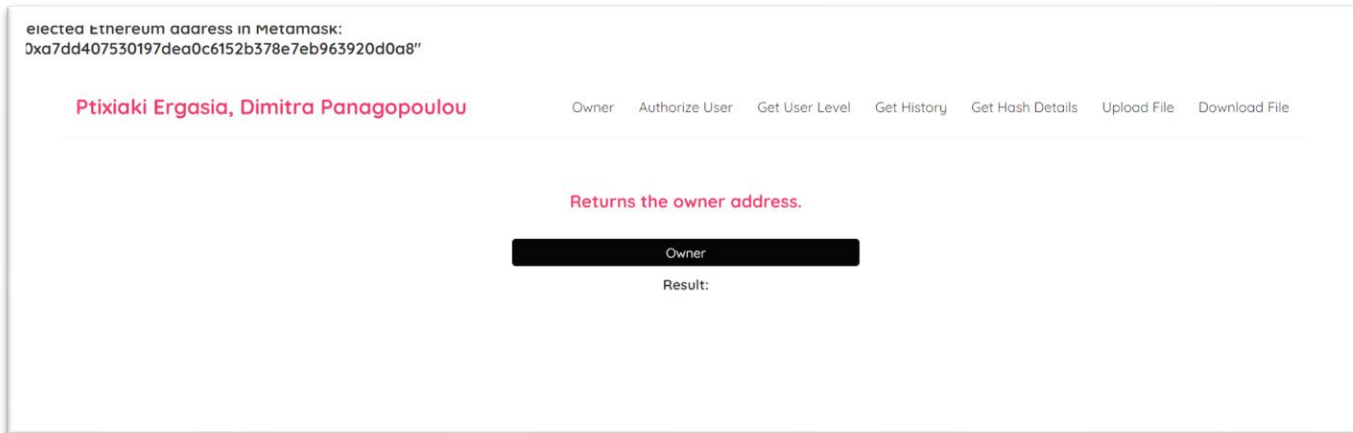 elected Ethereum address in Metamask:
0xa7dd407530197dea0c6152b378e7eb963920d0a8"
Ptixiaki Ergasia, Dimitra Panagopoulou
Owner Authorize User Get User Level Get History Get Hash Details Upload File Download File
Returns the owner address.
Owner
Result: